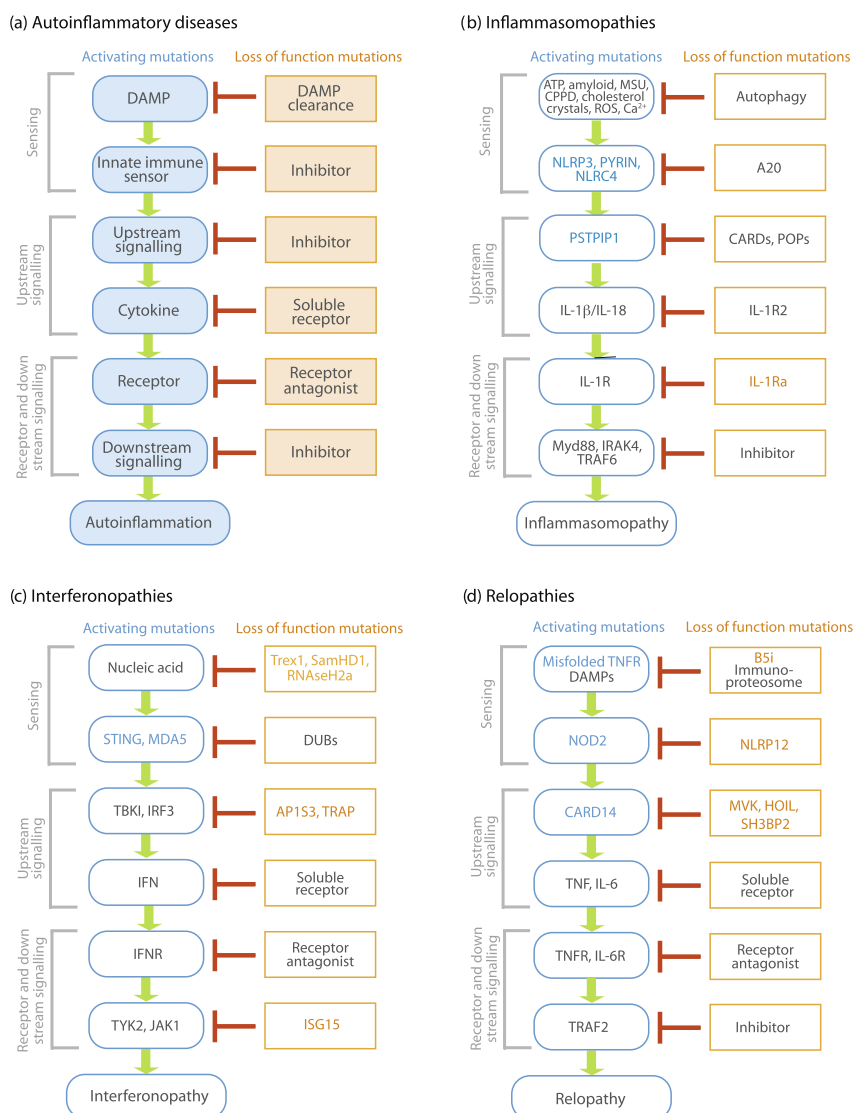 (a) Autoinflammatory diseases
Activating mutations
Loss of function mutations
Sensing
DAMP
DAMP
clearance
Innate immune
sensor
Inhibitor
Upstream
signalling
Upstream
signalling
Inhibitor
Cytokine
Soluble
receptor
Receptor and down
stream signalling
Receptor
Receptor
antagonist
Downstream
signalling
Inhibitor
Autoinflammation
(b) Inflammasomopathies
Activating mutations
Loss of function mutations
Sensing
ATP, amyloid, MSU,
CPPD, cholesterol
crystals, ROS, Ca²⁺
Autophagy
NLRP3, PYRIN,
NLRC4
A20
Upstream
signalling
PSTPIP1
CARDs, POPs
IL-1β/IL-18
IL-1R2
Receptor and down
stream signalling
IL-1R
IL-1Ra
Myd88, IRAK4,
TRAF6
Inhibitor
Inflammasomopathy
(c) Interferonopathies
Activating mutations
Loss of function mutations
Sensing
Nucleic acid
Trex1, SamHD1,
RNAseH2a
STING, MDA5
DUBs
Upstream
signalling
TBKI, IRF3
AP1S3, TRAP
IFN
Soluble
receptor
Receptor and down
stream signalling
IFNR
Receptor
antagonist
TYK2, JAK1
ISG15
Interferonopathy
(d) Relopathies
Activating mutations
Loss of function mutations
Sensing
Misfolded TNFR
DAMPs
B5i
Immuno-
proteosome
NOD2
NLRP12
Upstream
signalling
CARD14
MVK, HOIL,
SH3BP2
TNF, IL-6
Soluble
receptor
Receptor and down
stream signalling
TNFR, IL-6R
Receptor
antagonist
TRAF2
Inhibitor
Relopathy